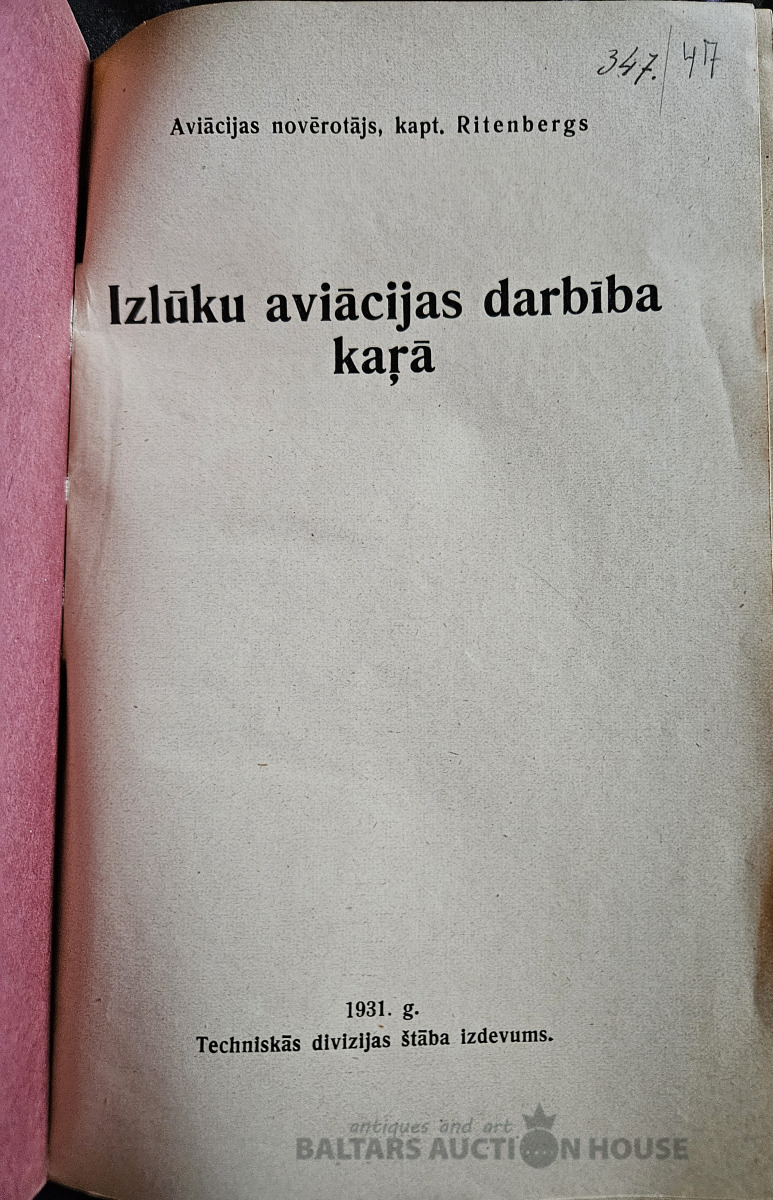 347. / 47
Aviācijas novērotājs, kapt. Ritenbergs
Izlūku aviācijas darbība
kaŗā
1931. g.
Techniskās divizijas štāba izdevums.
antiques and art
BALTARS AUCTION HOUSE